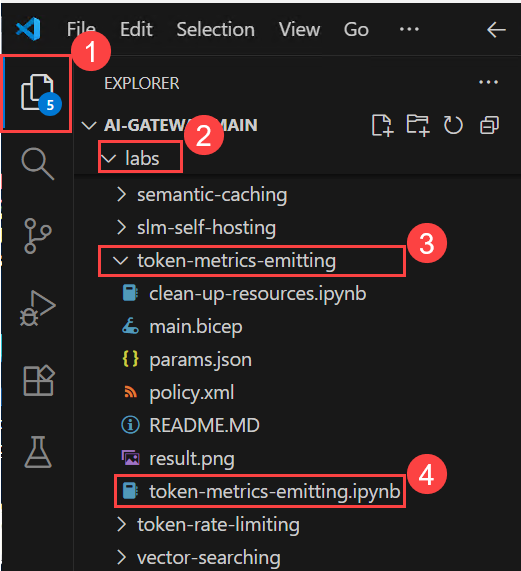 File Edit Selection View Go ...
1
5
EXPLORER ...
AI-GATEWAY-MAIN
2
labs
semantic-caching
slm-self-hosting
3
token-metrics-emitting
clean-up-resources.ipynb
main.bicep
{} params.json
policy.xml
README.MD
result.png
4
token-metrics-emitting.ipynb
token-rate-limiting
vector-searching